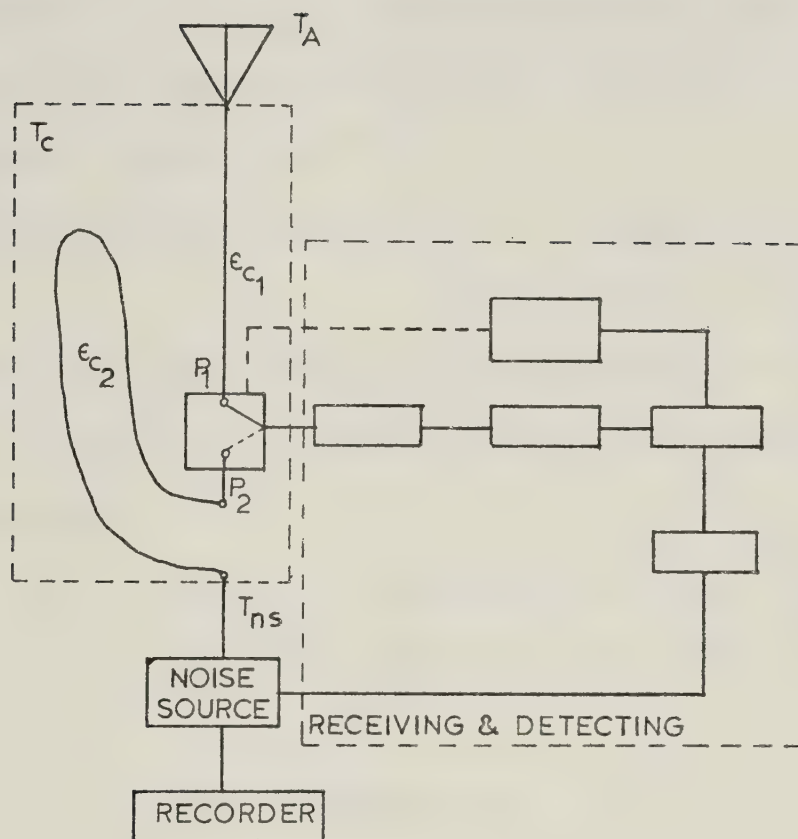 T_A
T_c
ϵ_c1
ϵ_c2
P_1
P_2
T_ns
NOISE
SOURCE
RECEIVING & DETECTING
RECORDER